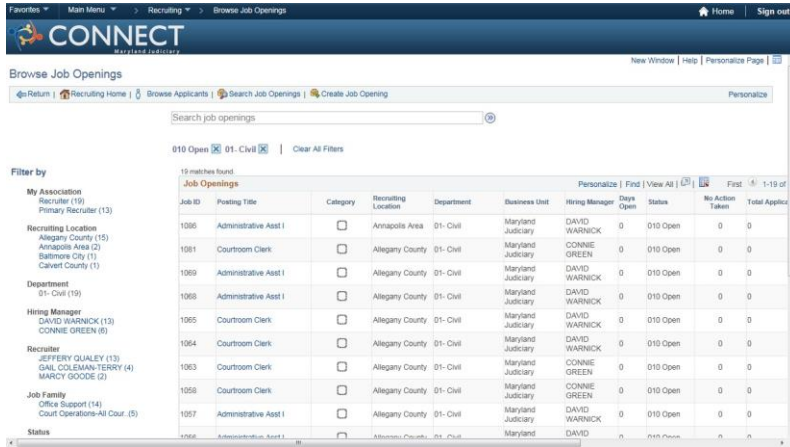 Favorites Main Menu > Recruiting > Browse Job Openings Home Sign out
CONNECT
Maryland Judiciary
New Window | Help | Personalize Page |
Browse Job Openings
Return | Recruiting Home | Browse Applicants | Search Job Openings | Create Job Opening Personalize
Search job openings
010 Open 01- Civil | Clear All Filters
Filter by
My Association
Recruiter (19)
Primary Recruiter (13)
Recruiting Location
Allegany County (15)
Annapolis Area (2)
Baltimore City (1)
Calvert County (1)
Department
01- Civil (19)
Hiring Manager
DAVID WARNICK (13)
CONNIE GREEN (6)
Recruiter
JEFFERY QUALEY (13)
GAIL COLEMAN-TERRY (4)
MARCY GOODE (2)
Job Family
Office Support (14)
Court Operations-All Cour..(5)
Status
19 matches found.
Job Openings Personalize | Find | View All | | First 1-19 of
Job ID Posting Title Category Recruiting Location Department Business Unit Hiring Manager Days Open Status No Action Taken Total Applica
1086 Administrative Asst I Annapolis Area 01- Civil Maryland Judiciary DAVID WARNICK 0 010 Open 0 0
1081 Courtroom Clerk Allegany County 01- Civil Maryland Judiciary CONNIE GREEN 0 010 Open 0 0
1069 Administrative Asst I Allegany County 01- Civil Maryland Judiciary DAVID WARNICK 0 010 Open 0 0
1068 Administrative Asst I Allegany County 01- Civil Maryland Judiciary DAVID WARNICK 0 010 Open 0 0
1065 Courtroom Clerk Allegany County 01- Civil Maryland Judiciary DAVID WARNICK 0 010 Open 0 0
1064 Courtroom Clerk Allegany County 01- Civil Maryland Judiciary DAVID WARNICK 0 010 Open 0 0
1063 Courtroom Clerk Allegany County 01- Civil Maryland Judiciary CONNIE GREEN 0 010 Open 0 0
1058 Courtroom Clerk Allegany County 01- Civil Maryland Judiciary CONNIE GREEN 0 010 Open 0 0
1057 Administrative Asst I Allegany County 01- Civil Maryland Judiciary DAVID WARNICK 0 010 Open 0 0
Administrative Asst I Allegany County 01- Civil Maryland DAVID 0 010 Open 0 0